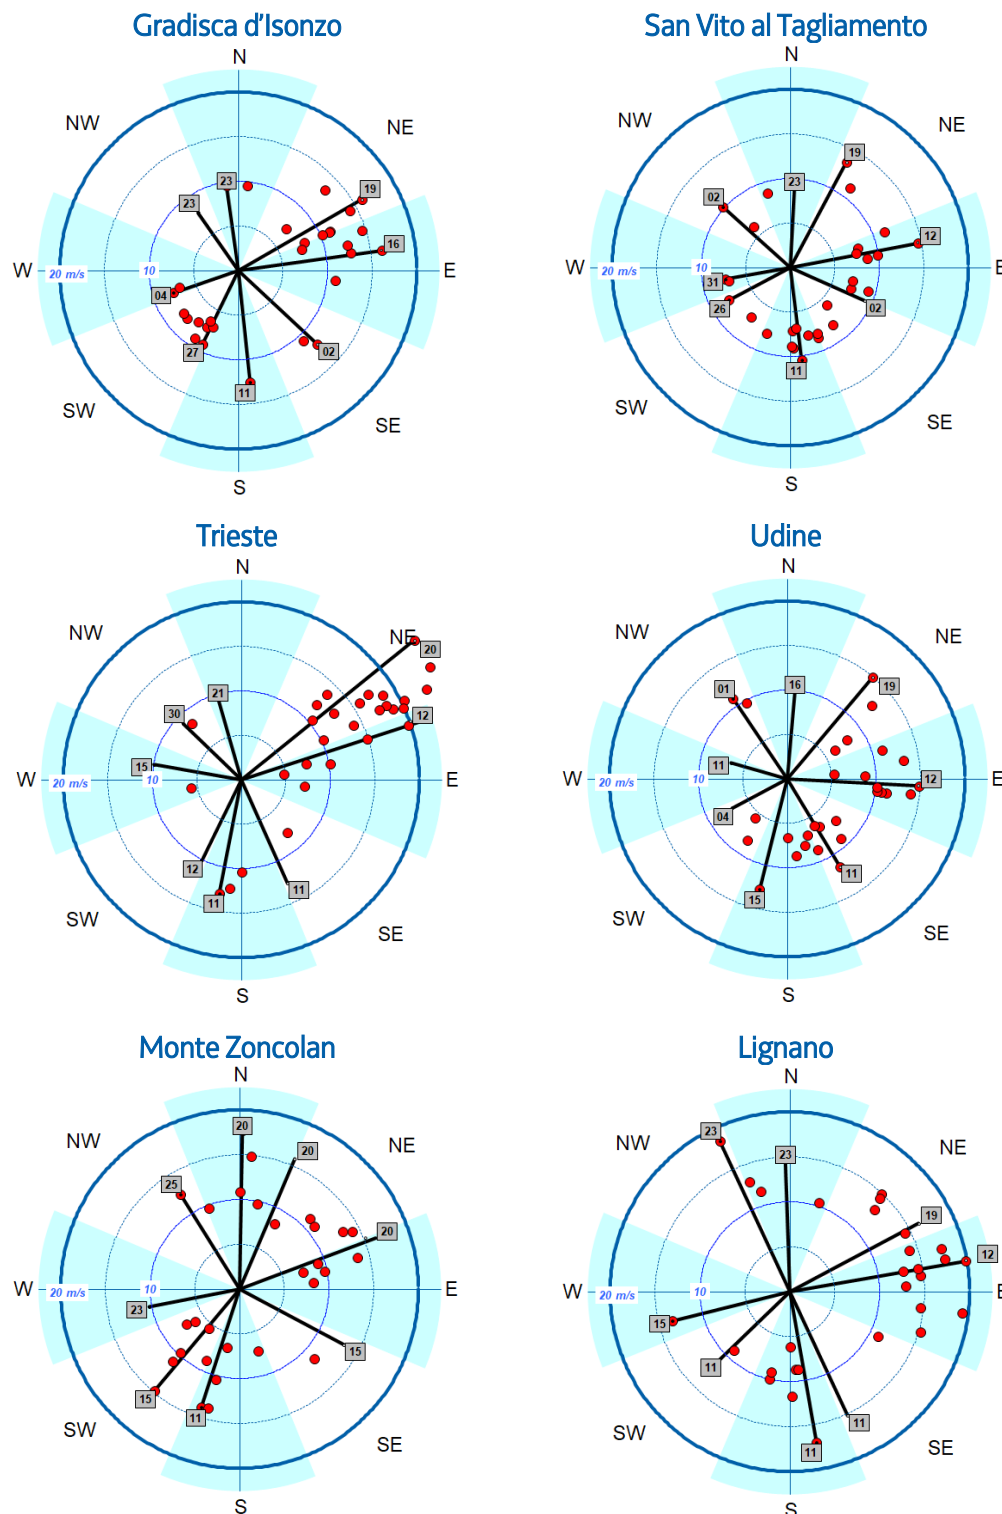 Gradisca d'Isonzo
San Vito al Tagliamento
N
N
NW
NE
NW
NE
23
19
23
16
W
20 m/s
10
E
04
27
02
11
SW
SE
S
19
02
23
12
W
20 m/s
10
E
31
26
02
11
SW
SE
S
Trieste
Udine
N
N
NW
NE
20
21
30
12
15
W
20 m/s
10
E
12
11
11
SW
SE
S
NW
NE
01
16
19
11
12
W
20 m/s
10
E
04
11
15
SW
SE
S
Monte Zoncolan
Lignano
N
N
NW
NE
20
20
25
20
W
20 m/s
10
E
23
15
15
11
SW
SE
S
23
NW
NE
23
19
12
W
20 m/s
10
E
15
11
11
11
SW
SE
S